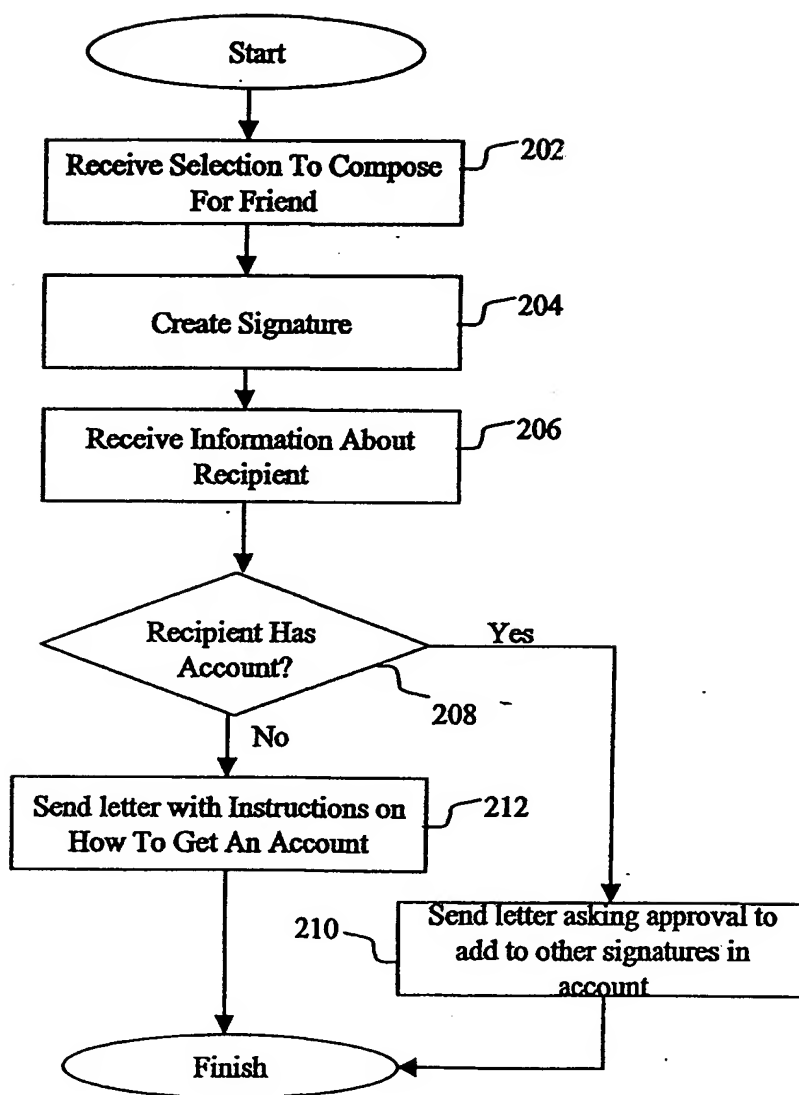 Start
Receive Selection To Compose
For Friend
202
Create Signature
204
Receive Information About
Recipient
206
Recipient Has
Account?
Yes
208
No
Send letter with Instructions on
How To Get An Account
212
Send letter asking approval to
add to other signatures in
account
210
Finish